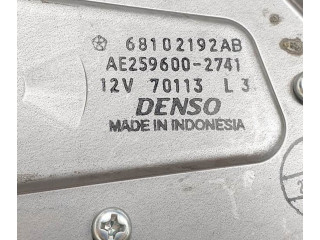 68102192AB
AE259600-2741
12V 70113 L 3
DENSO
MADE IN INDONESIA